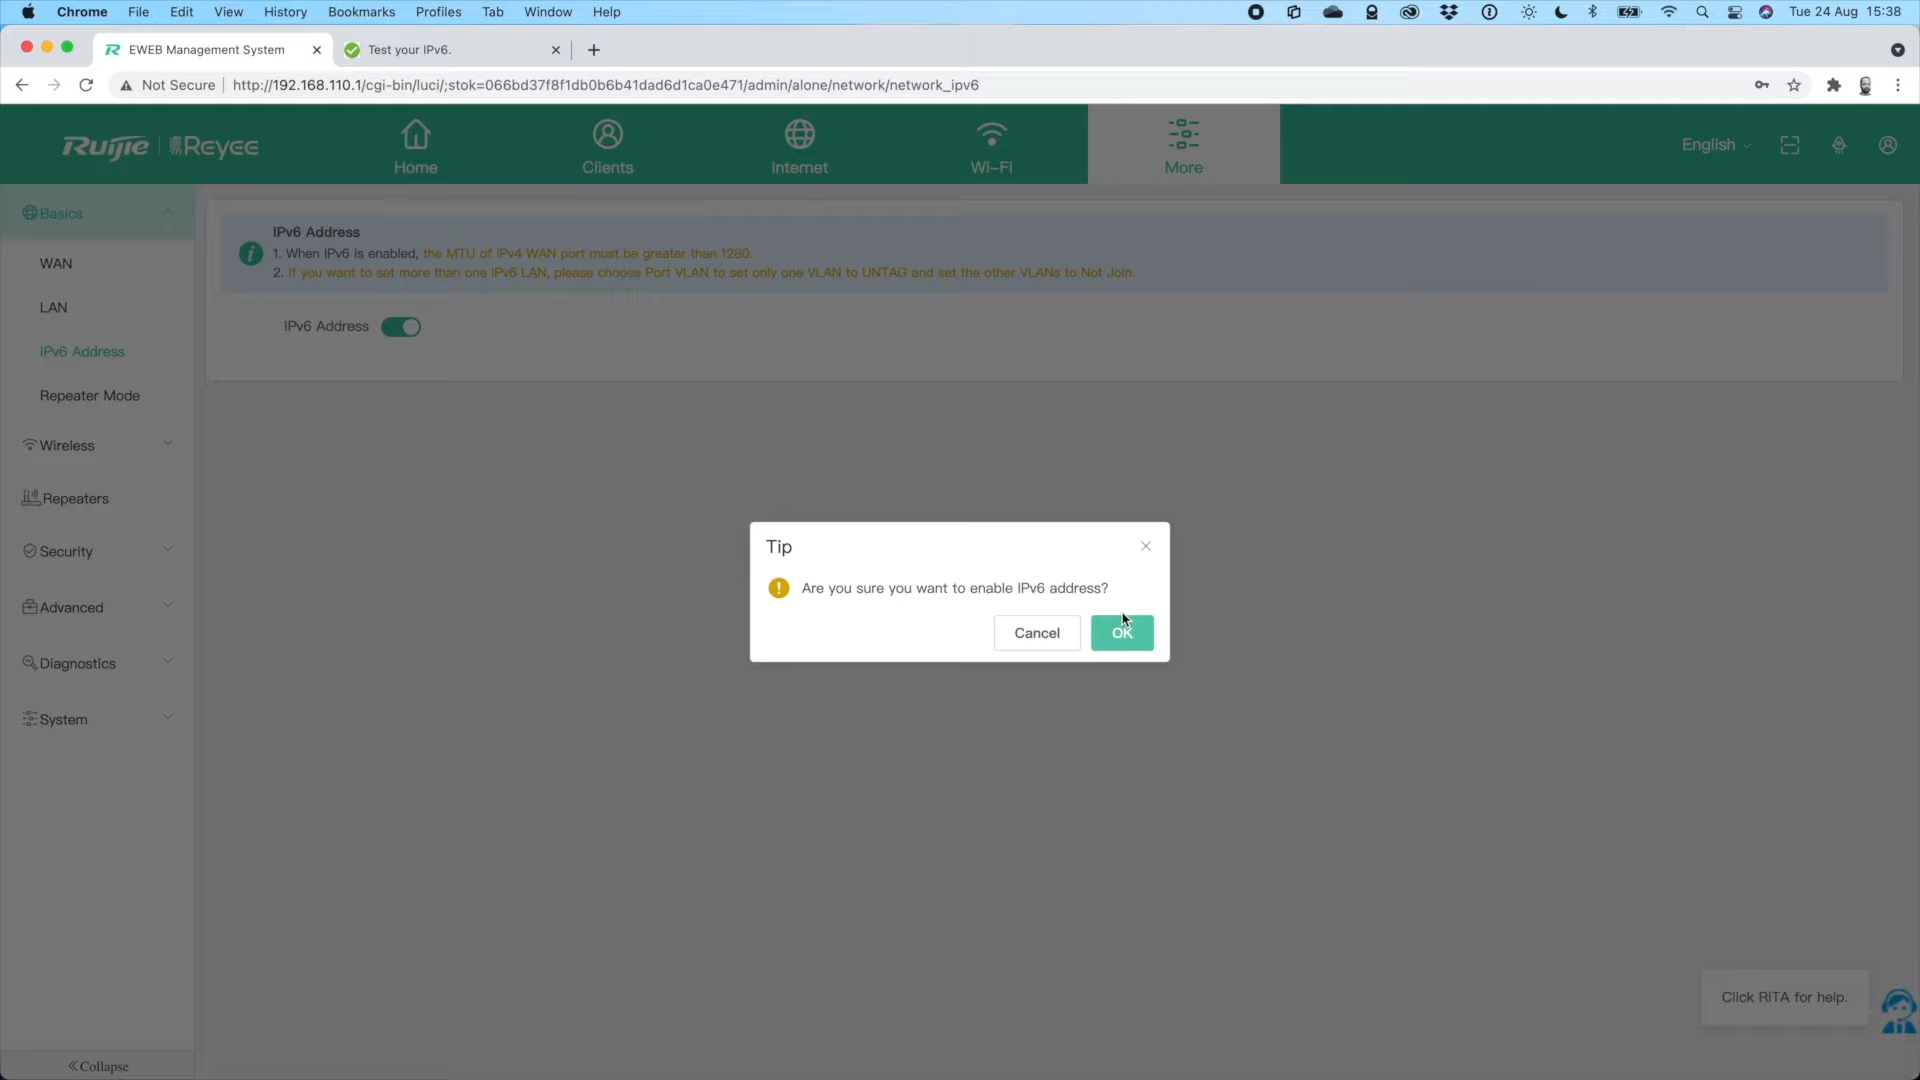 Chrome File Edit View History Bookmarks Profiles Tab Window Help Tue 24 Aug 15:38
EWEB Management System Test your IPv6.
Not Secure http://192.168.110.1/cgi-bin/luci/;stok=066bd37f8f1db0b6b41dad6d1ca0e471/admin/alone/network/network_ipv6
Ruijie Reyee
Home
Clients
Internet
Wi-Fi
More
English
Basics
WAN
LAN
IPv6 Address
Repeater Mode
Wireless
Repeaters
Security
Advanced
Diagnostics
System
Collapse
IPv6 Address
1. When IPv6 is enabled, the MTU of IPv4 WAN port must be greater than 1280.
2. If you want to set more than one IPv6 LAN, please choose Port VLAN to set only one VLAN to UNTAG and set the other VLANs to Not Join.
IPv6 Address
Tip
Are you sure you want to enable IPv6 address?
Cancel OK
Click RITA for help.